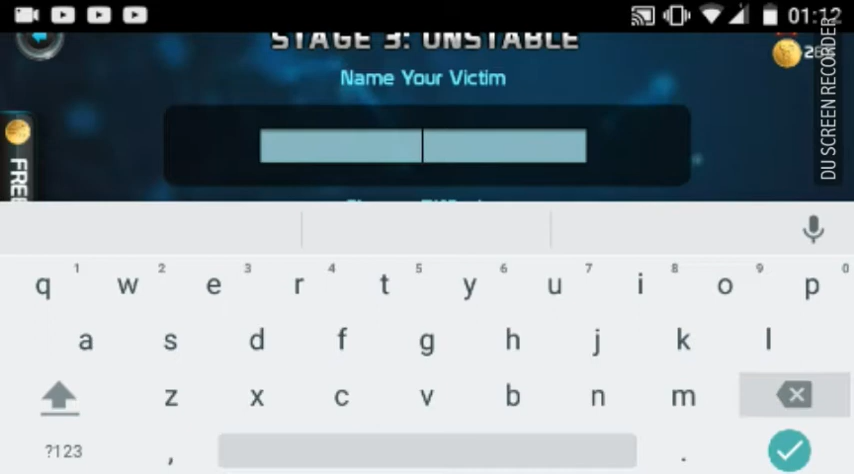 01:12
STAGE 3: UNSTABLE
Name Your Victim
FREE
DU SCREEN RECORDER
q 1 w 2 e 3 r 4 t 5 y 6 u 7 i 8 o 9 p 0
a s d f g h j k l
z x c v b n m
?123 , .